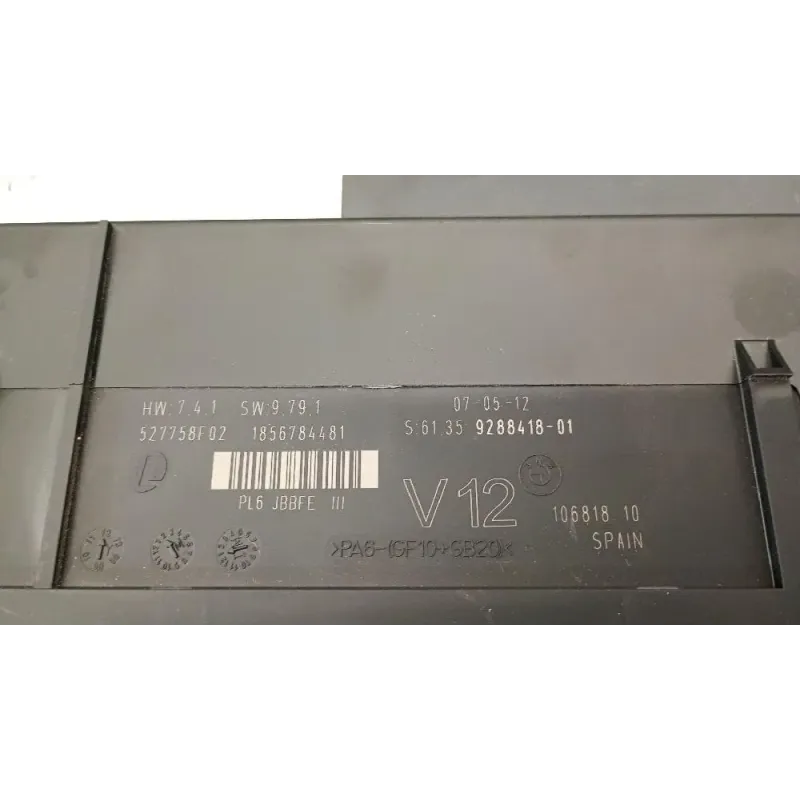 HW:7.4.1 SW:9.79.1 07-05-12
527758F02 1856784481 S:61.35 9288418-01
PL6 JBBFE III
V12
106818 10
SPAIN
>PA6-(GF10+GB20)<